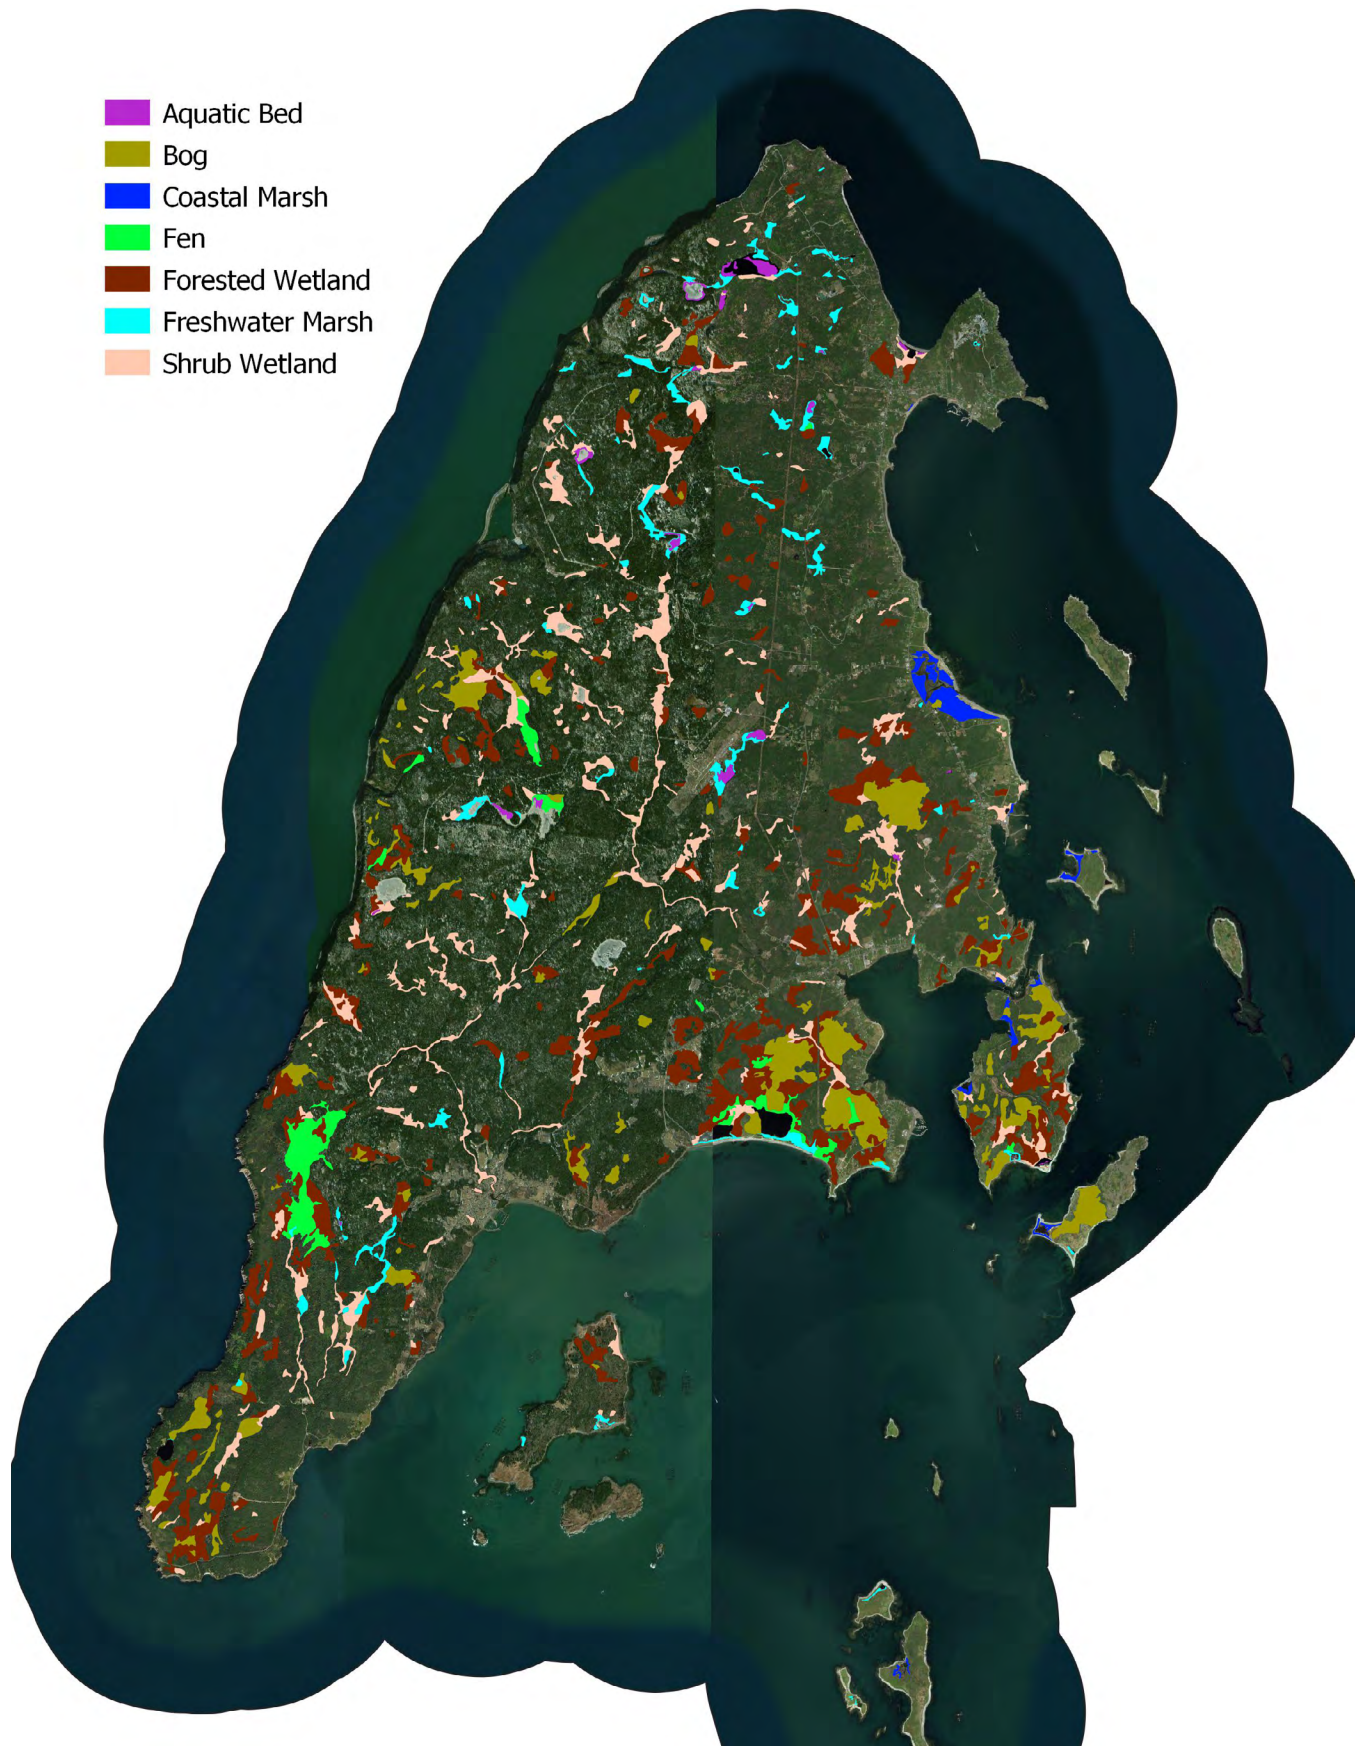 Aquatic Bed
Bog
Coastal Marsh
Fen
Forested Wetland
Freshwater Marsh
Shrub Wetland